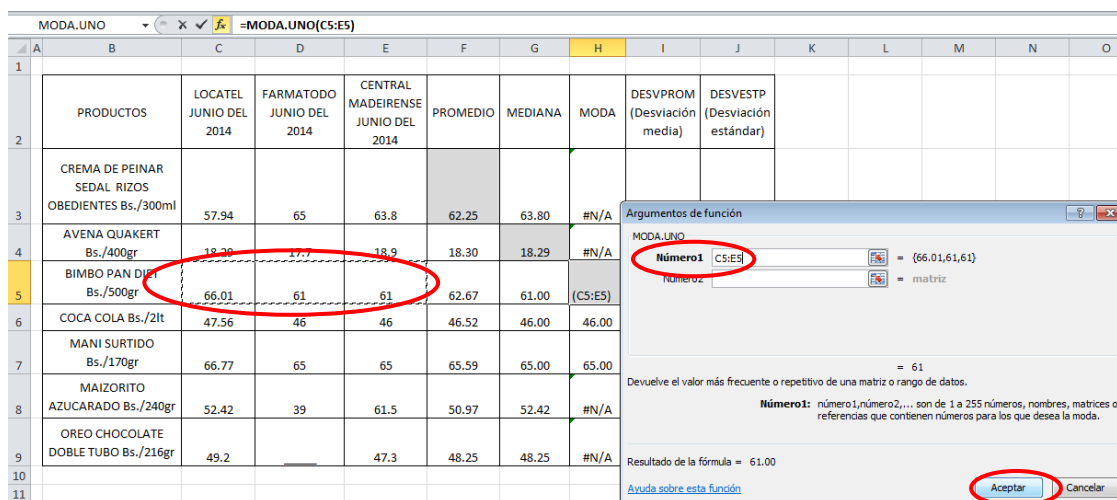 MODA.UNO =MODA.UNO(C5:E5)
A B C D E F G H I J K L M N O
1
2 PRODUCTOS LOCATEL JUNIO DEL 2014 FARMATODO JUNIO DEL 2014 CENTRAL MADEIRENSE JUNIO DEL 2014 PROMEDIO MEDIANA MODA DESVPROM (Desviación media) DESVESTP (Desviación estándar)
3 CREMA DE PEINAR SEDAL RIZOS OBEDIENTES Bs./300ml 57.94 65 63.8 62.25 63.80 #N/A
4 AVENA QUAKERT Bs./400gr 18.29 17.7 18.9 18.30 18.29 #N/A
5 BIMBO PAN DIET Bs./500gr 66.01 61 61 62.67 61.00 (C5:E5)
6 COCA COLA Bs./2lt 47.56 46 46 46.52 46.00 46.00
7 MANI SURTIDO Bs./170gr 66.77 65 65 65.59 65.00 65.00
8 MAIZORITO AZUCARADO Bs./240gr 52.42 39 61.5 50.97 52.42 #N/A
9 OREO CHOCOLATE DOBLE TUBO Bs./216gr 49.2 47.3 48.25 48.25 #N/A
10
11
Argumentos de función
MODA.UNO
Número1 C5:E5 = {66.01,61,61}
Número2 = matriz
= 61
Devuelve el valor más frecuente o repetitivo de una matriz o rango de datos.
Número1: número1,número2,... son de 1 a 255 números, nombres, matrices o
referencias que contienen números para los que desea la moda.
Resultado de la fórmula = 61.00
Ayuda sobre esta función Aceptar Cancelar